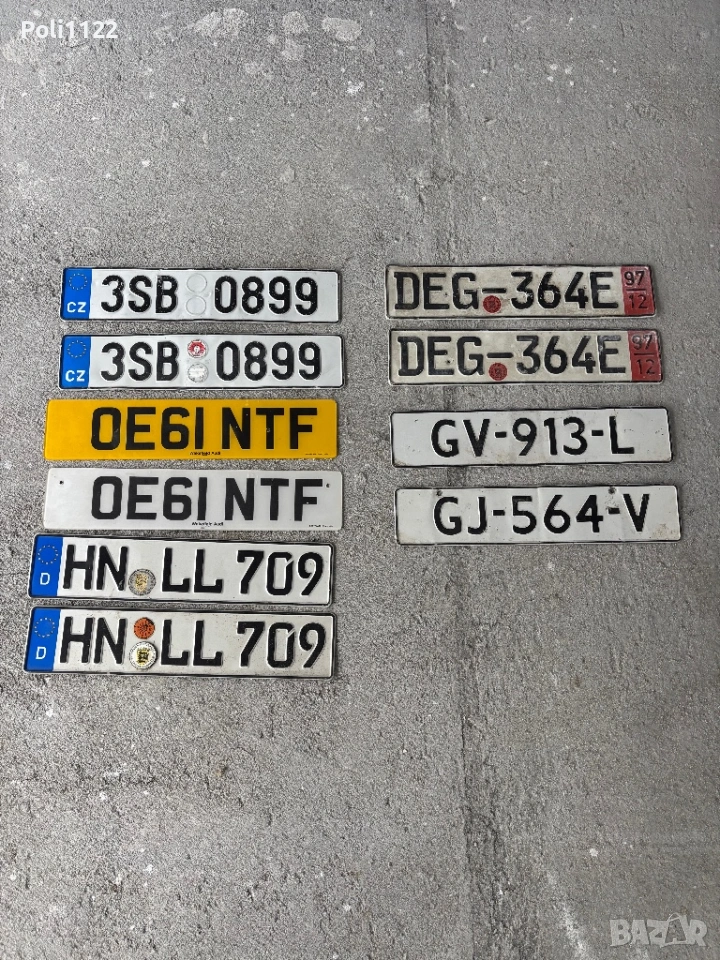 Poli1122
CZ 3SB 0899
CZ 3SB 0899
OE61 NTF
OE61 NTF
D HN LL 709
D HN LL 709
DEG-364E 97 12
DEG-364E 97 12
GV-913-L
GJ-564-V
BAZAR